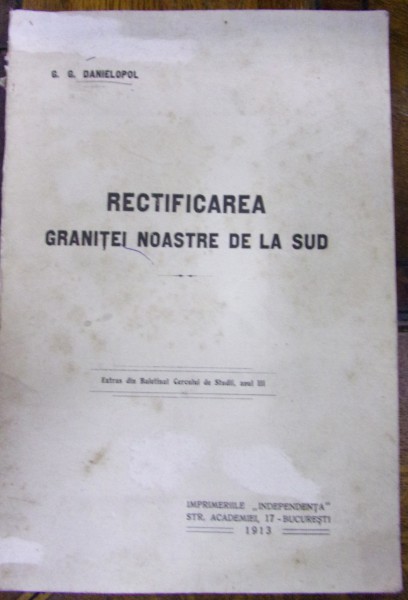 G. G. DANIELOPOL
RECTIFICAREA
GRANIȚEI NOASTRE DE LA SUD
Extras din Buletinul Cercului de Studii, anul III
IMPRIMERIILE „INDEPENDENȚA”
STR. ACADEMIEI, 17 - BUCUREȘTI
1913